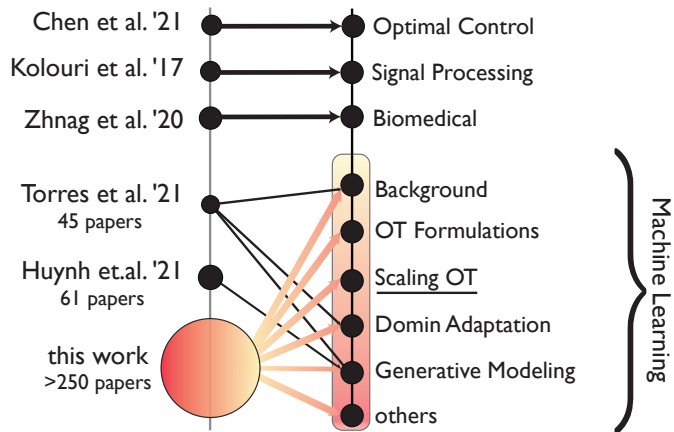 Chen et al. '21
Optimal Control
Kolouri et al. '17
Signal Processing
Zhnag et al. '20
Biomedical
Torres et al. '21
45 papers
Huynh et.al. '21
61 papers
this work
>250 papers
Background
OT Formulations
Scaling OT
Domin Adaptation
Generative Modeling
others
Machine Learning